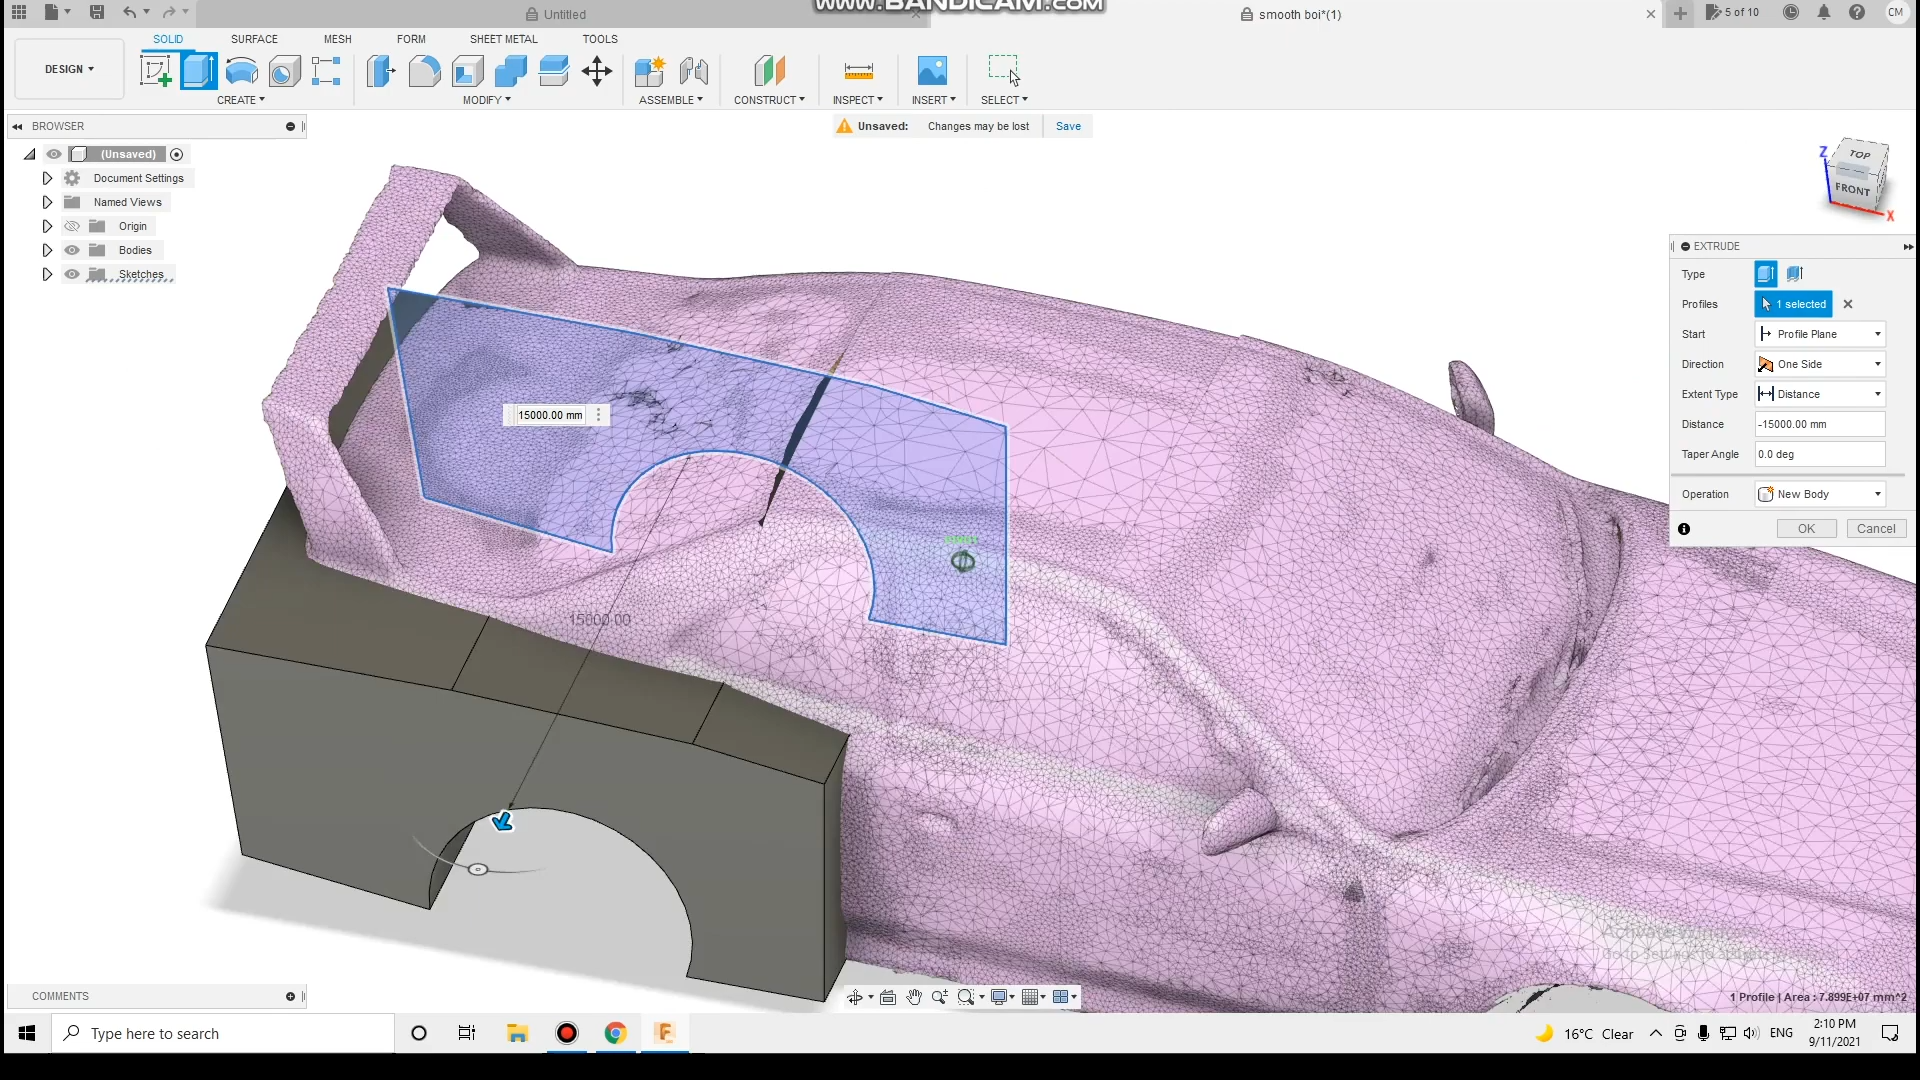 www.BANDICAM.com
Untitled
smooth boi*(1)
5 of 10
CM
DESIGN
SOLID
SURFACE
MESH
FORM
SHEET METAL
TOOLS
CREATE
MODIFY
ASSEMBLE
CONSTRUCT
INSPECT
INSERT
SELECT
BROWSER
Unsaved:
Changes may be lost
Save
(Unsaved)
Document Settings
Named Views
Origin
Bodies
Sketches
TOP
FRONT
Z
X
EXTRUDE
Type
Profiles
1 selected
Start
Profile Plane
Direction
One Side
Extent Type
Distance
Distance
-15000.00 mm
Taper Angle
0.0 deg
Operation
New Body
OK
Cancel
15000.00 mm
15000.00
COMMENTS
1 Profile | Area : 7.899E+07 mm^2
Type here to search
16°C Clear
ENG
2:10 PM
9/11/2021